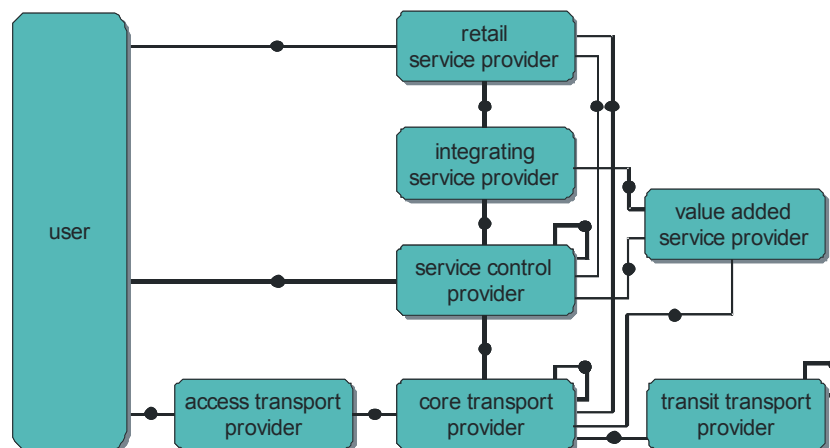 retail
service provider
integrating
service provider
value added
service provider
user
service control
provider
access transport
provider
core transport
provider
transit transport
provider